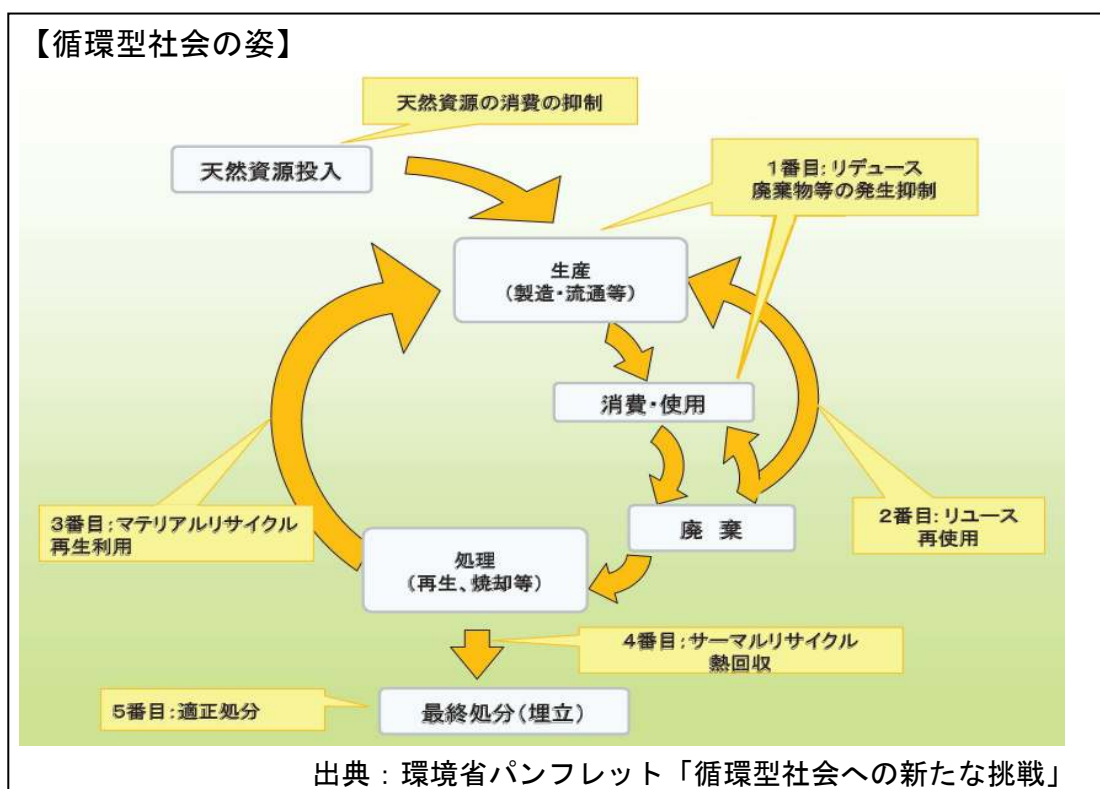 【循環型社会の姿】
天然資源の消費の抑制
天然資源投入
1番目:リデュース
廃棄物等の発生抑制
生産
(製造・流通等)
消費・使用
3番目:マテリアルリサイクル
再生利用
廃 棄
2番目:リユース
再使用
処理
(再生、焼却等)
4番目:サーマルリサイクル
熱回収
5番目:適正処分
最終処分(埋立)
出典:環境省パンフレット「循環型社会への新たな挑戦」